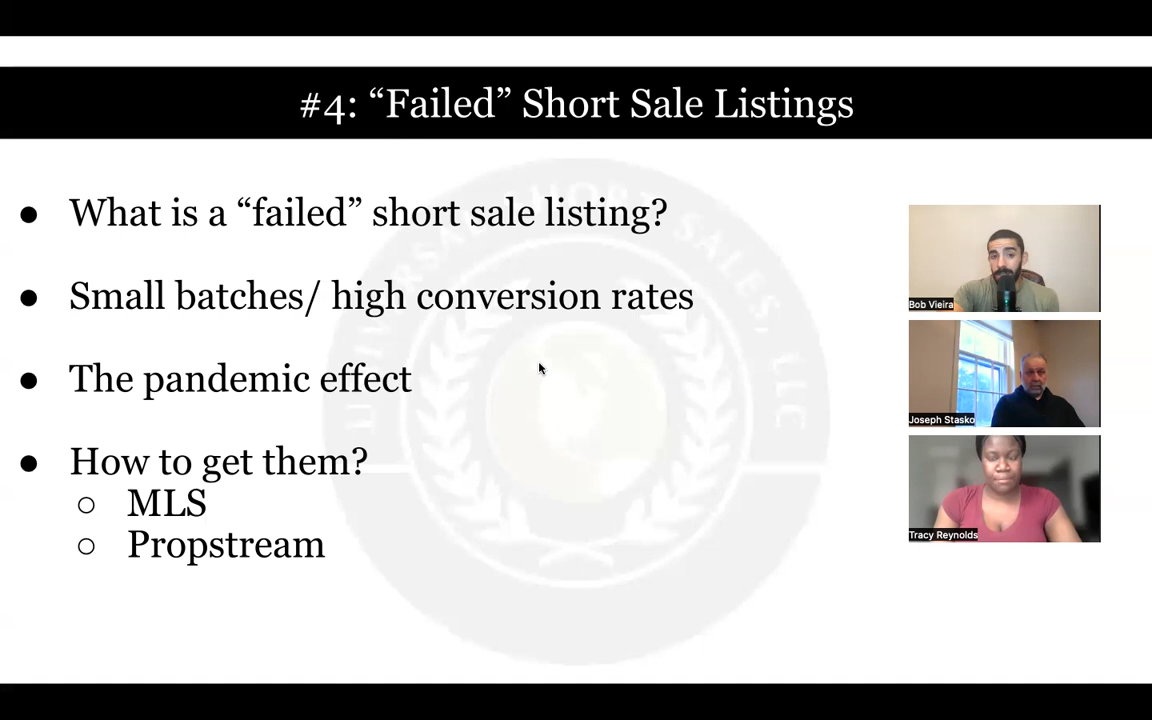 #4: “Failed” Short Sale Listings
● What is a “failed” short sale listing?
● Small batches/ high conversion rates
● The pandemic effect
● How to get them?
○ MLS
○ Propstream
Bob Vieira
Joseph Stasko
Tracy Reynolds